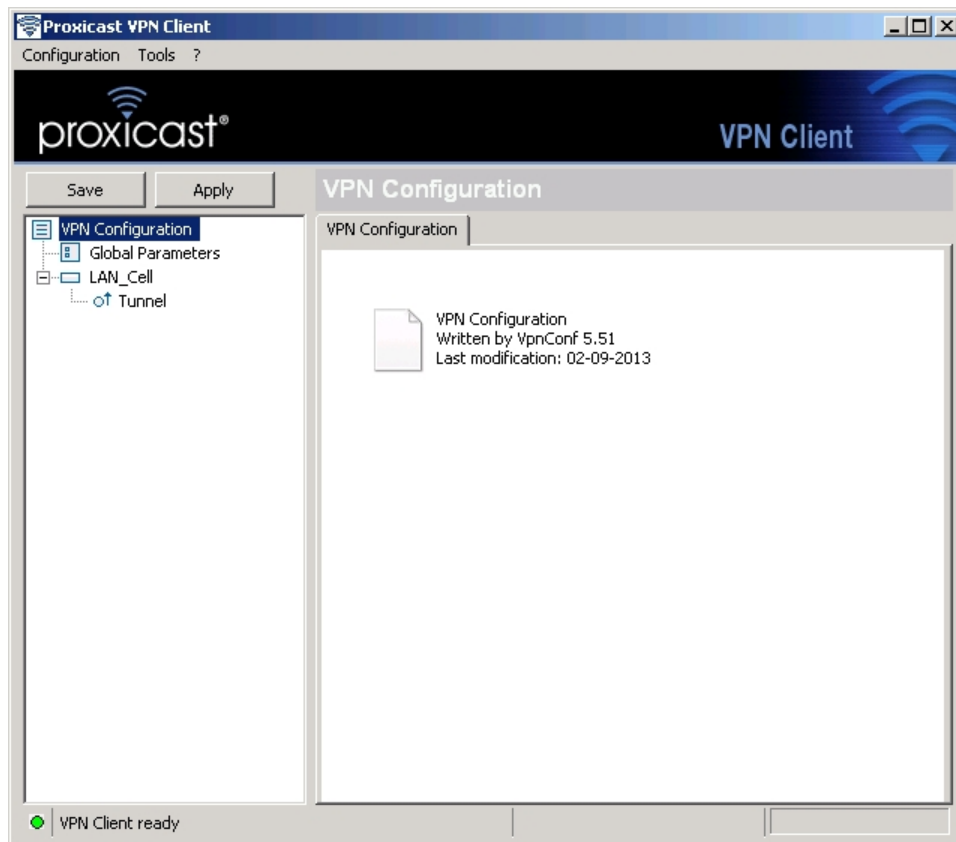 Proxicast VPN Client
Configuration Tools ?
proxicast®
VPN Client
Save Apply
VPN Configuration
VPN Configuration
Global Parameters
LAN_Cell
Tunnel
VPN Configuration
VPN Configuration
Written by VpnConf 5.51
Last modification: 02-09-2013
VPN Client ready